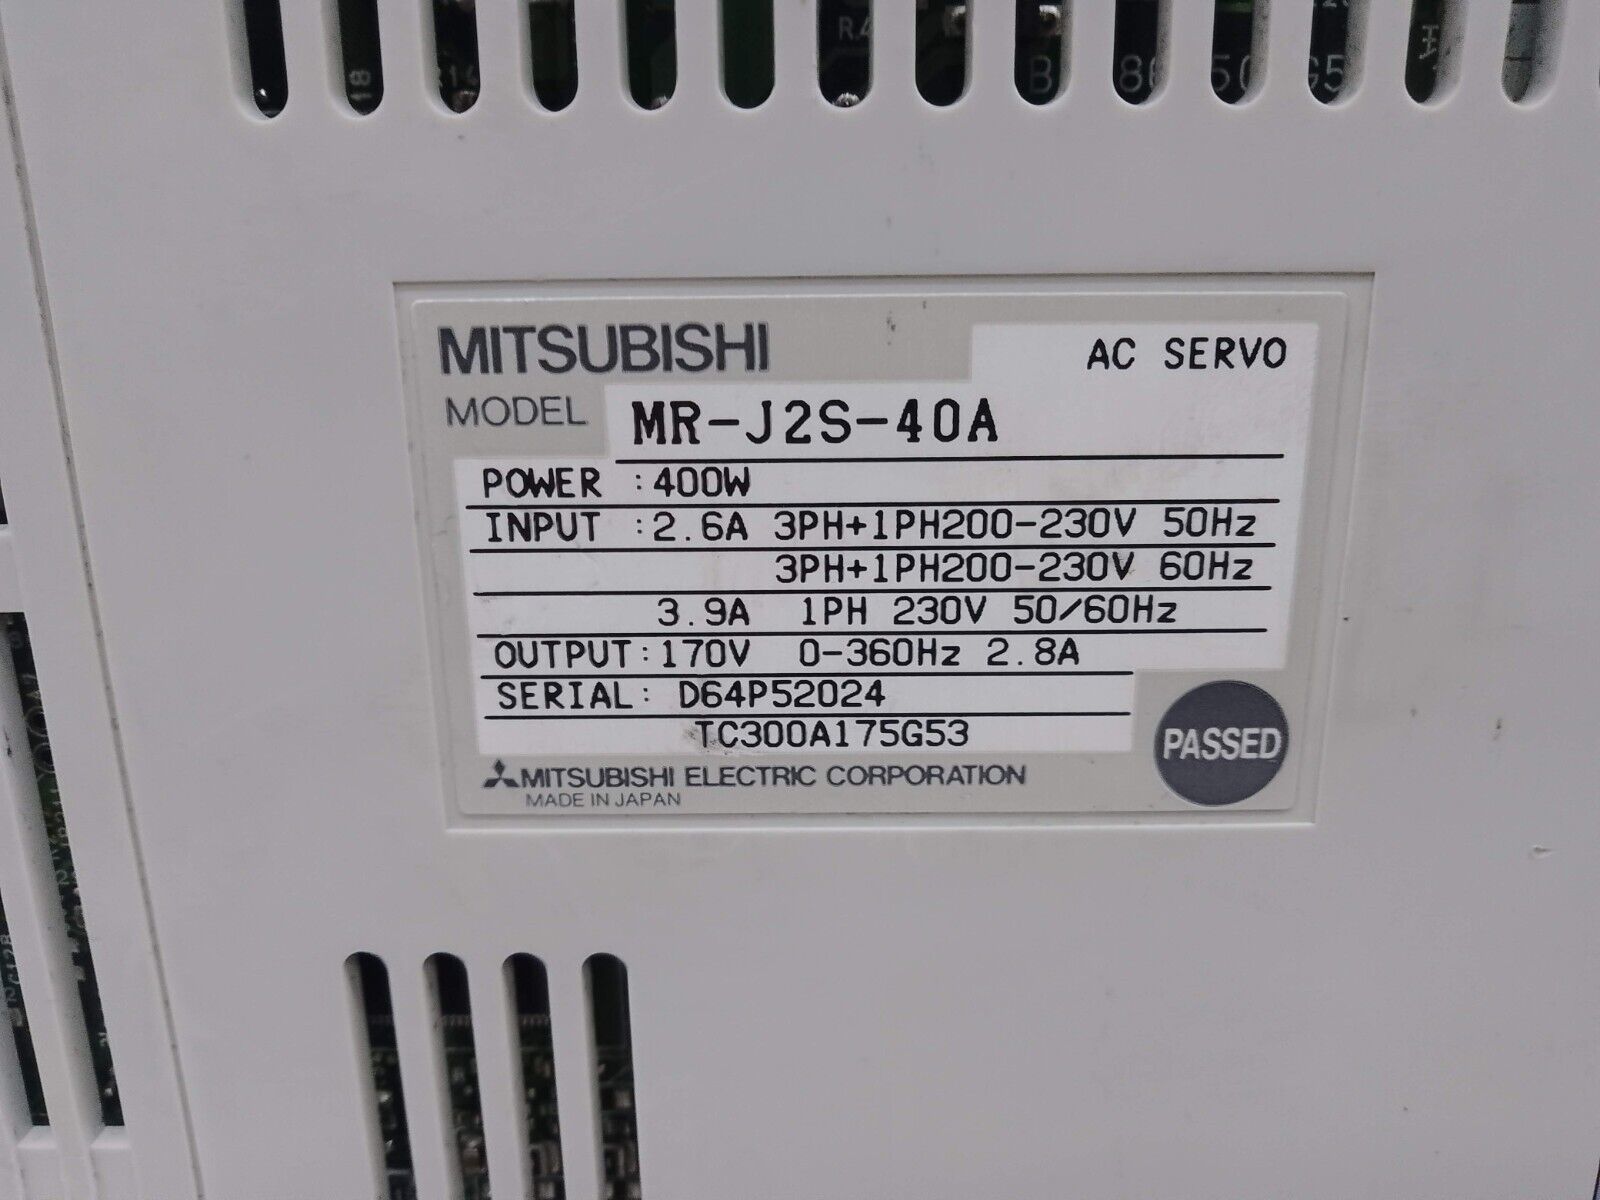 MITSUBISHI
AC SERVO
MODEL MR-J2S-40A
POWER :400W
INPUT :2.6A 3PH+1PH200-230V 50Hz
3PH+1PH200-230V 60Hz
3.9A 1PH 230V 50/60Hz
OUTPUT:170V 0-360Hz 2.8A
SERIAL: D64P52024
TC300A175G53
PASSED
MITSUBISHI ELECTRIC CORPORATION
MADE IN JAPAN